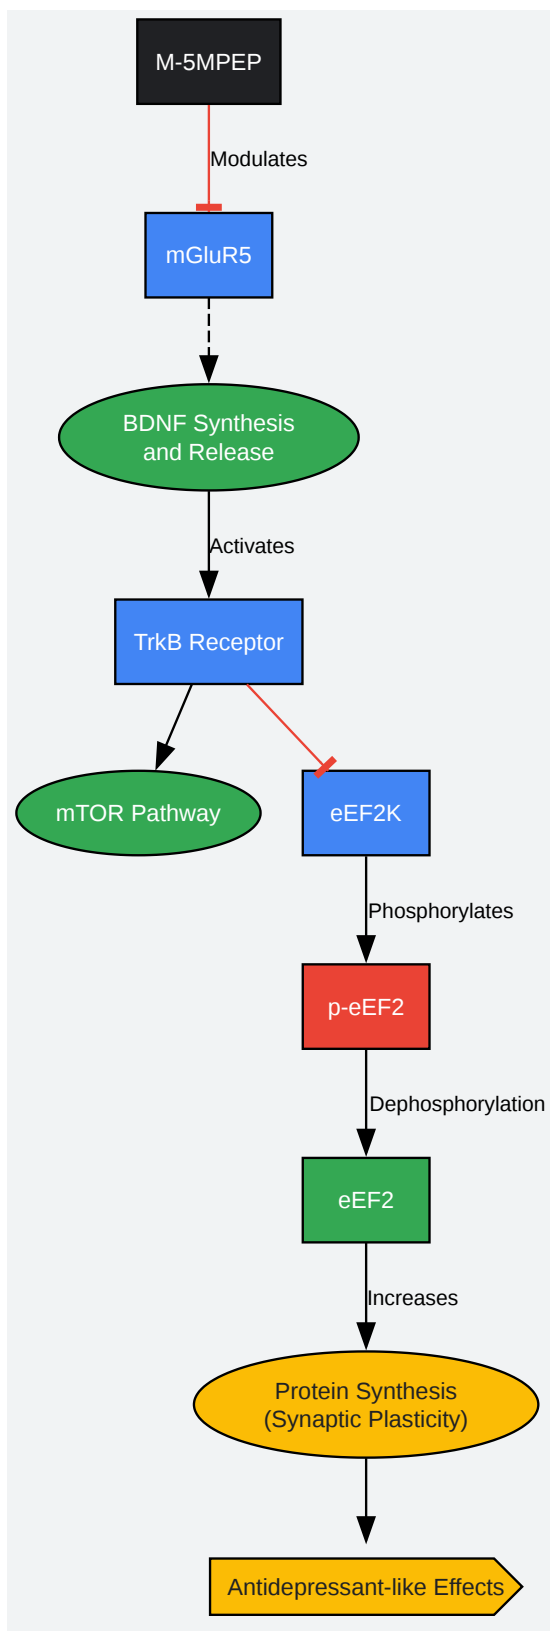 M-5MPEP
Modulates
mGluR5
BDNF Synthesis
and Release
Activates
TrkB Receptor
mTOR Pathway
eEF2K
Phosphorylates
p-eEF2
Dephosphorylation
eEF2
Increases
Protein Synthesis
(Synaptic Plasticity)
Antidepressant-like Effects